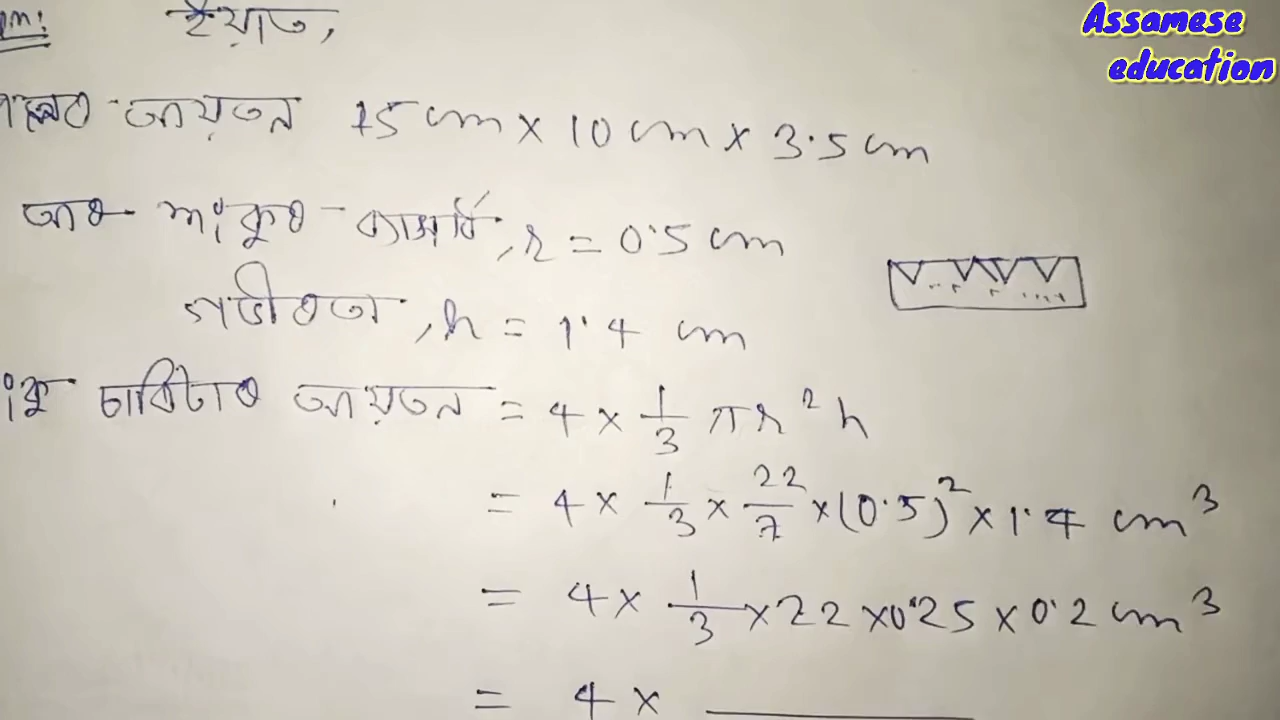 ইয়াত,
Assamese
education
আয়তন 15 cm × 10 cm × 3.5 cm
আৰু শংকুৰ ব্যাসাৰ্ধ, r = 0.5 cm
গভীৰতা, h = 1.4 cm
ংকু চাৰিটাৰ আয়তন = 4 × 1/3 πr²h
= 4 × 1/3 × 22/7 × (0.5)² × 1.4 cm³
= 4 × 1/3 × 22 × 0.25 × 0.2 cm³
= 4 ×